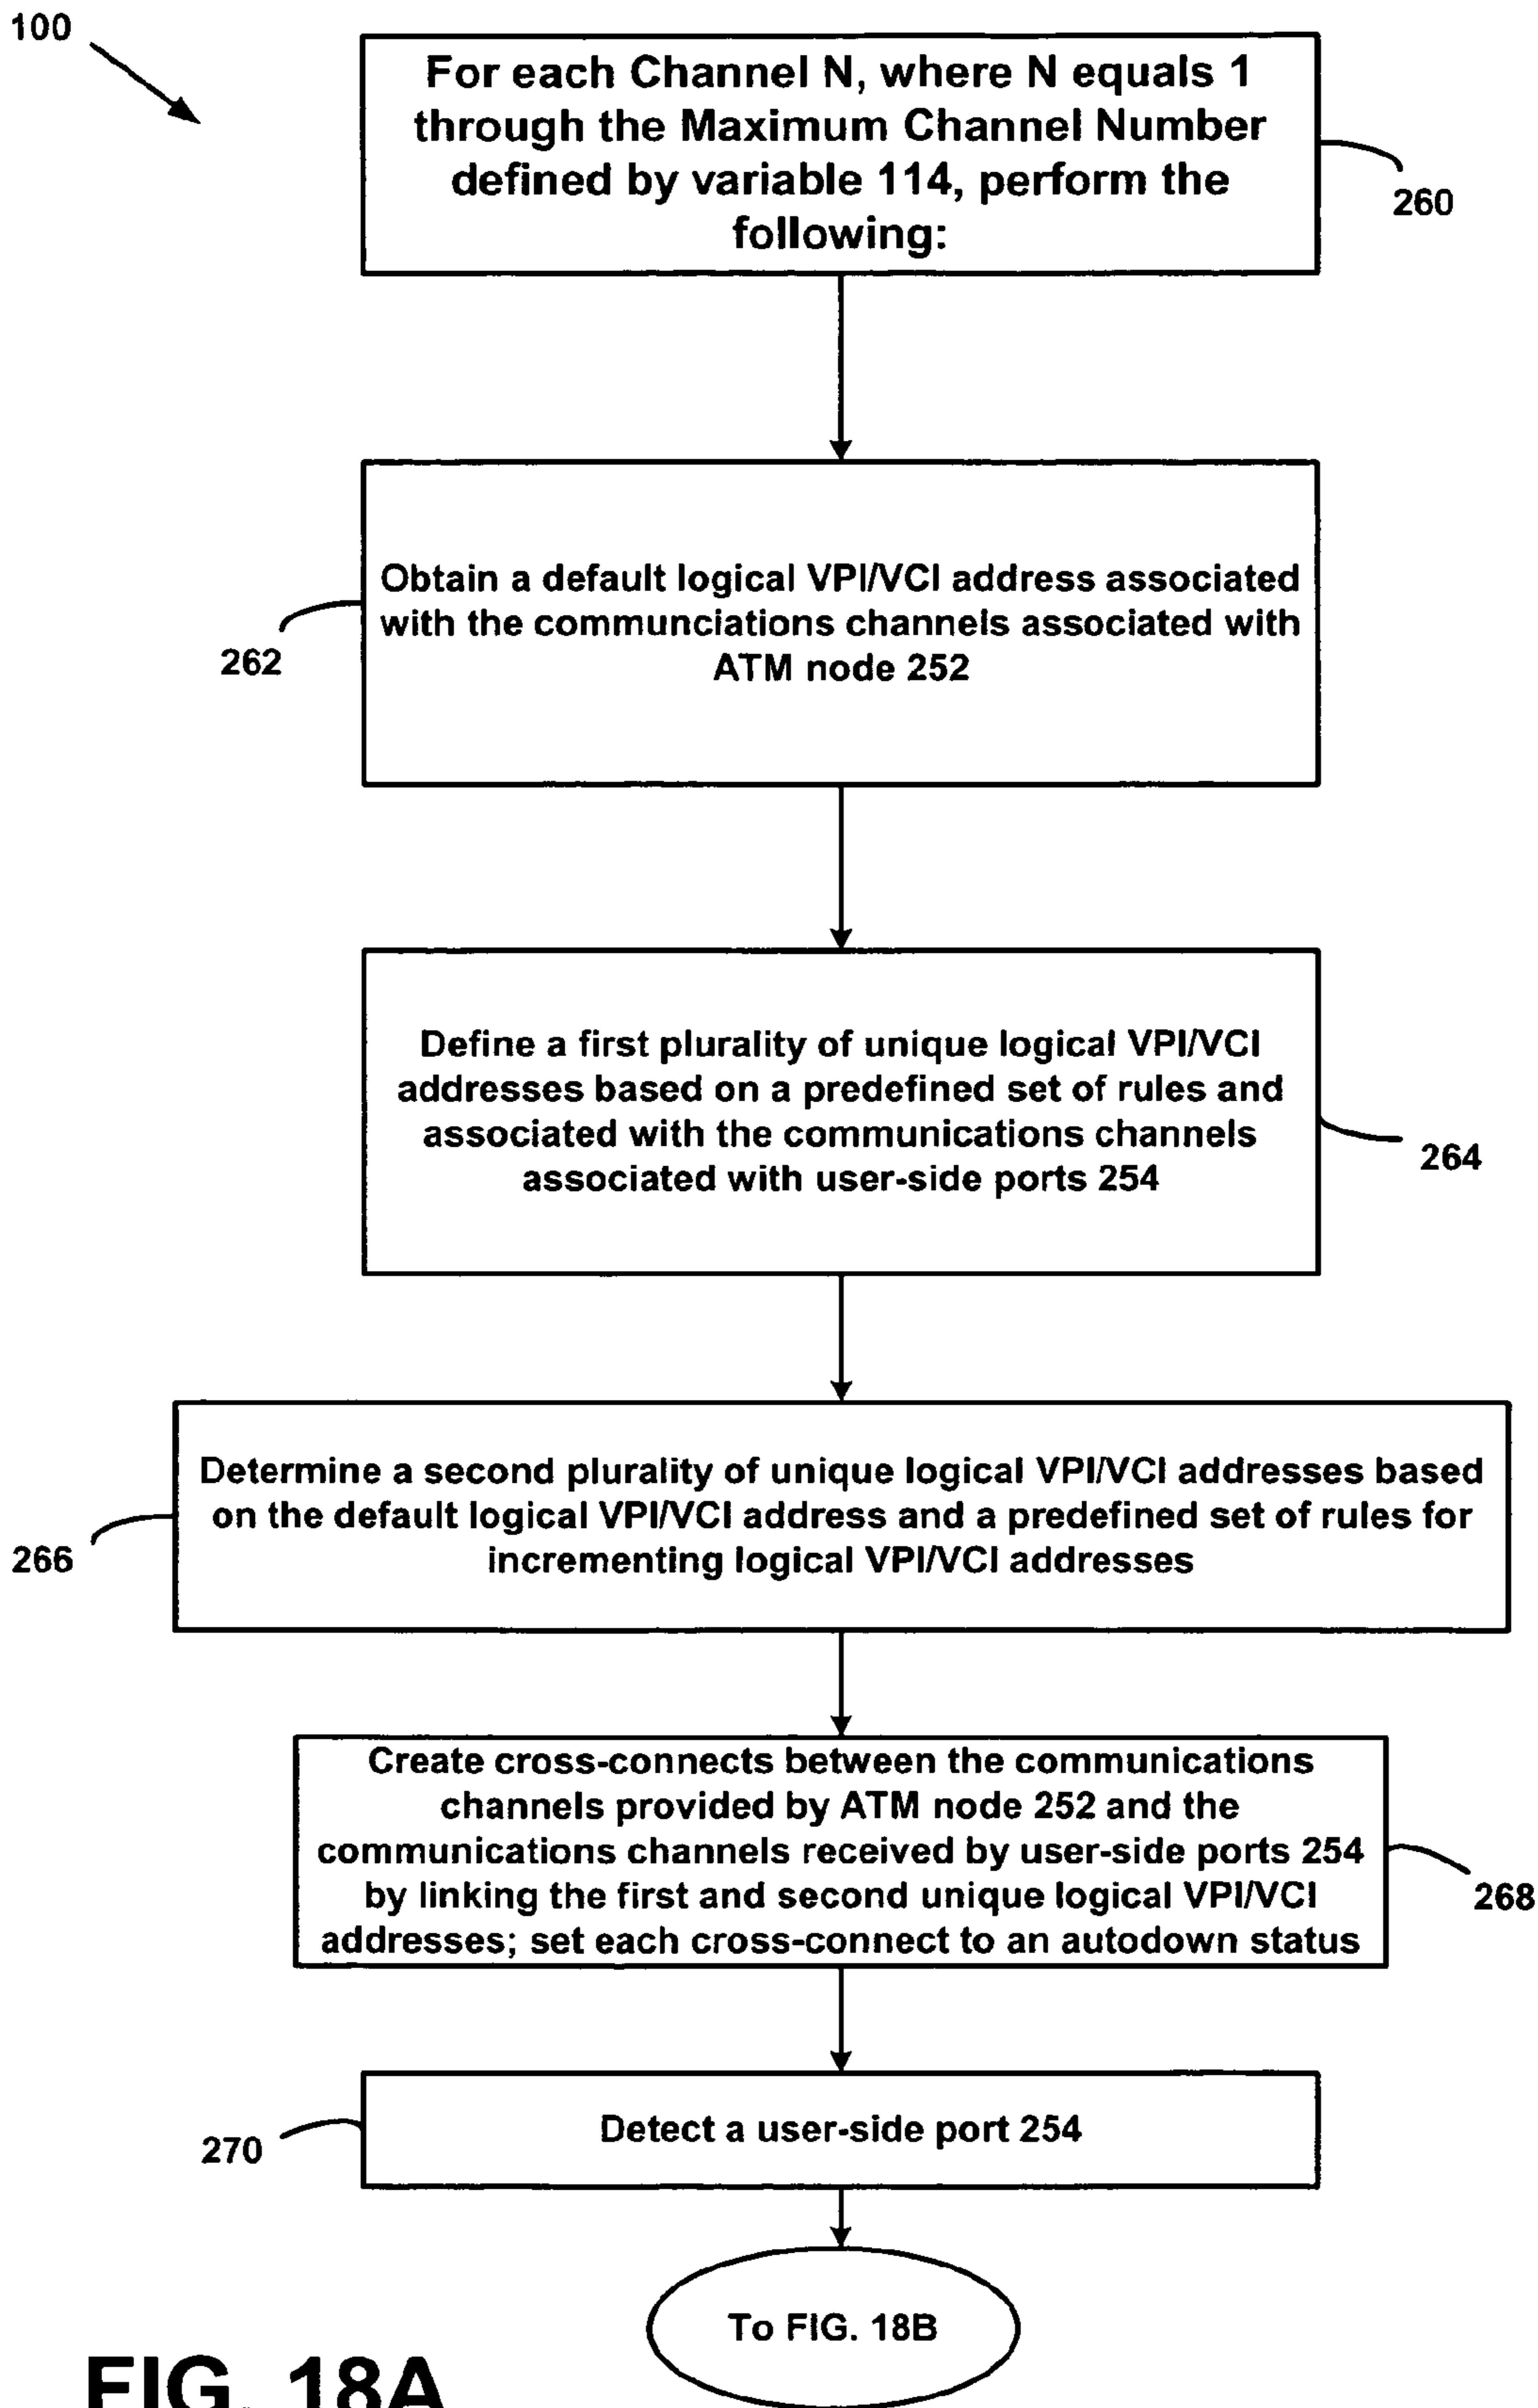 100
For each Channel N, where N equals 1
through the Maximum Channel Number
defined by variable 114, perform the
following:
260
Obtain a default logical VPI/VCI address associated
with the communciations channels associated with
ATM node 252
262
Define a first plurality of unique logical VPI/VCI
addresses based on a predefined set of rules and
associated with the communications channels
associated with user-side ports 254
264
Determine a second plurality of unique logical VPI/VCI addresses based
on the default logical VPI/VCI address and a predefined set of rules for
incrementing logical VPI/VCI addresses
266
Create cross-connects between the communications
channels provided by ATM node 252 and the
communications channels received by user-side ports 254
by linking the first and second unique logical VPI/VCI
addresses; set each cross-connect to an autodown status
268
Detect a user-side port 254
270
To FIG. 18B
FIG. 18A